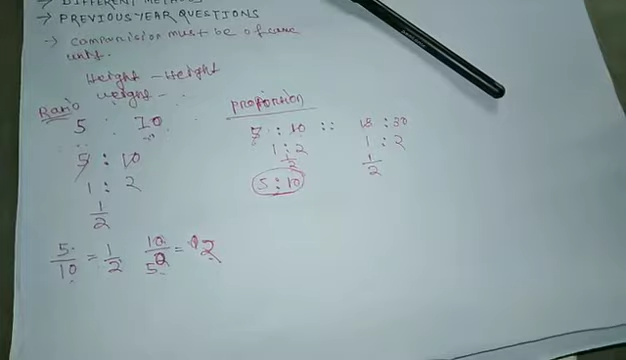 → DIFFERENT METHODS
→ PREVIOUS YEAR QUESTIONS
→ comparision must be of same
unity.
Height - Height
weight -
Ratio
5 : 10
5 : 10
1 : 2
1/2
5/10 = 1/2
10/5 = 2
Proportion
5 : 10 :: 15 : 30
1 : 2
1/2
5 : 10
1 : 2
1/2